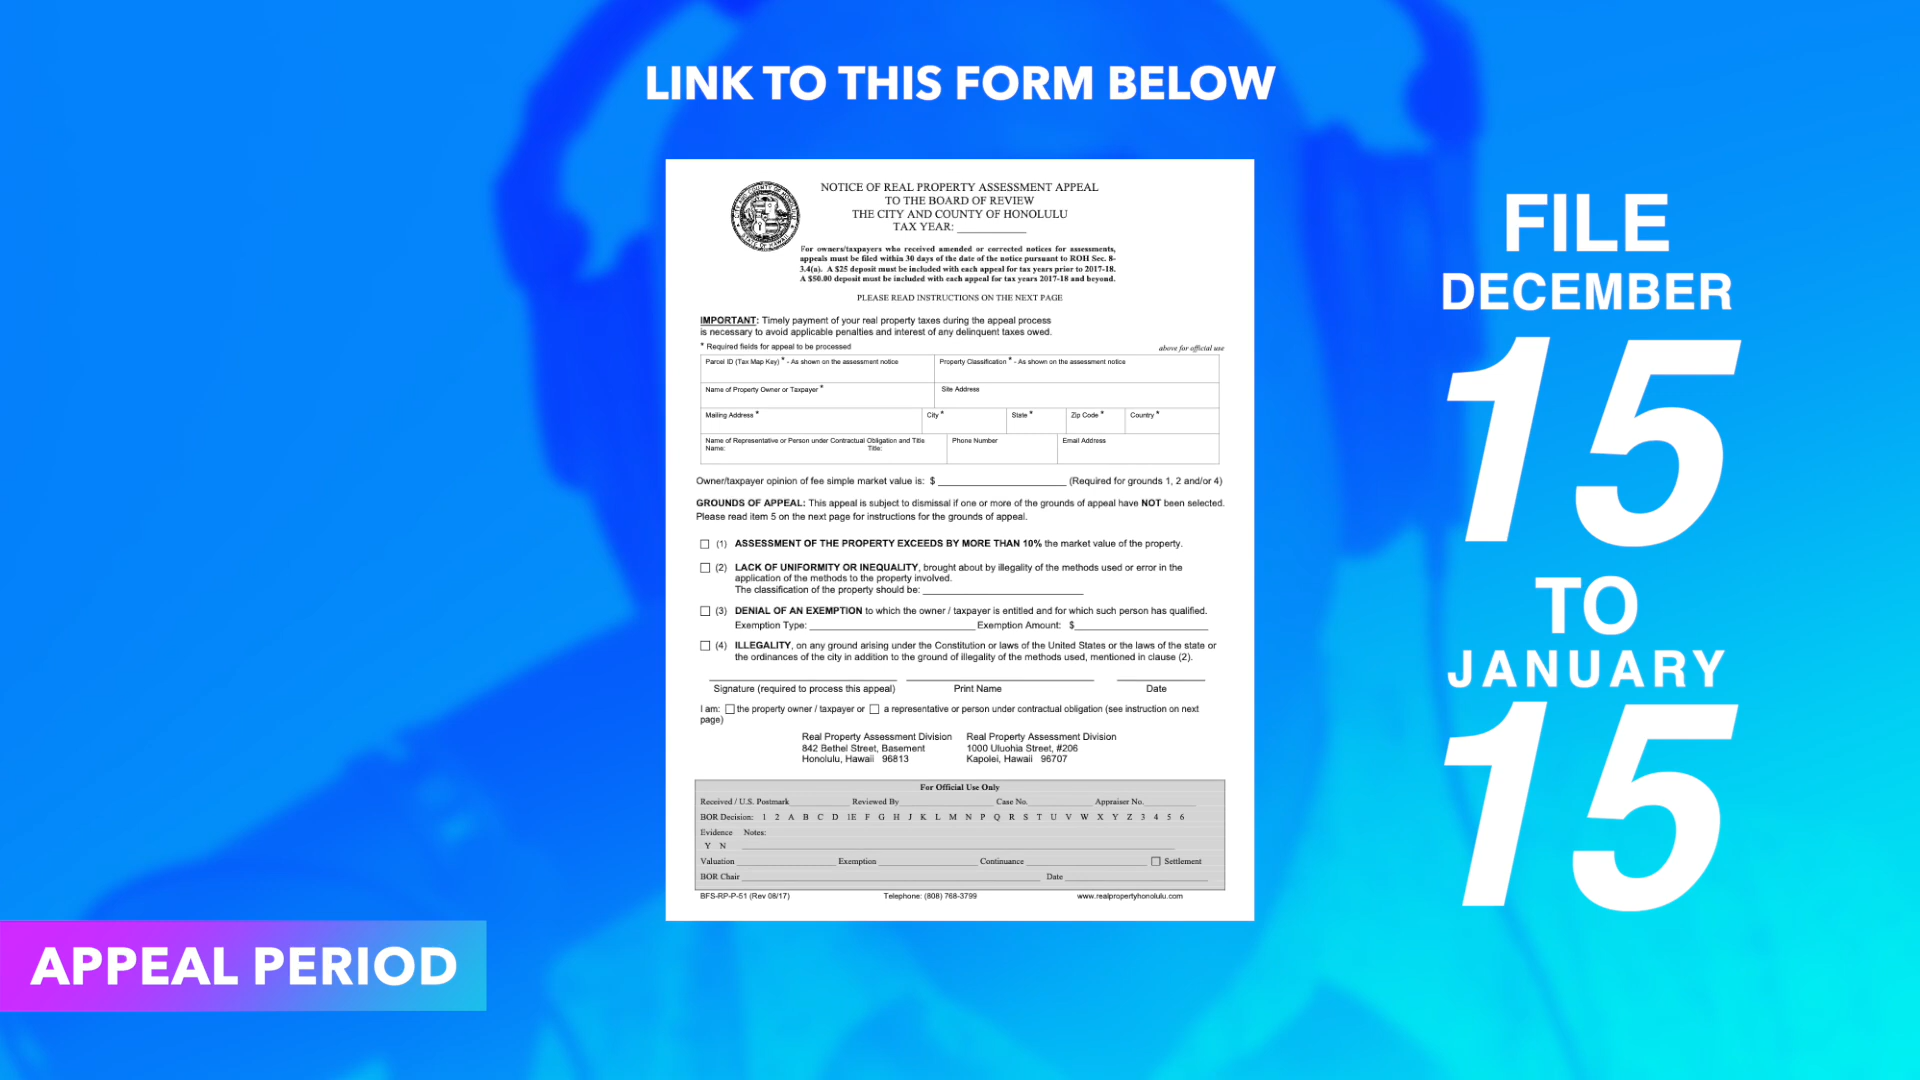 LINK TO THIS FORM BELOW
NOTICE OF REAL PROPERTY ASSESSMENT APPEAL
TO THE BOARD OF REVIEW
THE CITY AND COUNTY OF HONOLULU
TAX YEAR: ____________
For owners/taxpayers who received amended or corrected notices for assessments,
appeals must be filed within 30 days of the date of the notice pursuant to ROH Sec. 8-
3.4(a). A $25 deposit must be included with each appeal for tax years prior to 2017-18.
A $50.00 deposit must be included with each appeal for tax years 2017-18 and beyond.
PLEASE READ INSTRUCTIONS ON THE NEXT PAGE
IMPORTANT: Timely payment of your real property taxes during the appeal process
is necessary to avoid applicable penalties and interest of any delinquent taxes owed.
* Required fields for appeal to be processed
above for official use
Parcel ID (Tax Map Key) * - As shown on the assessment notice
Property Classification * - As shown on the assessment notice
Name of Property Owner or Taxpayer *
Site Address
Mailing Address *
City *
State *
Zip Code *
Country *
Name of Representative or Person under Contractual Obligation and Title
Name: Title:
Phone Number
Email Address
Owner/taxpayer opinion of fee simple market value is: $ ____________ (Required for grounds 1, 2 and/or 4)
GROUNDS OF APPEAL: This appeal is subject to dismissal if one or more of the grounds of appeal have NOT been selected.
Please read item 5 on the next page for instructions for the grounds of appeal.
(1) ASSESSMENT OF THE PROPERTY EXCEEDS BY MORE THAN 10% the market value of the property.
(2) LACK OF UNIFORMITY OR INEQUALITY, brought about by illegality of the methods used or error in the
application of the methods to the property involved.
The classification of the property should be: ____________
(3) DENIAL OF AN EXEMPTION to which the owner / taxpayer is entitled and for which such person has qualified.
Exemption Type: ____________ Exemption Amount: $____________
(4) ILLEGALITY, on any ground arising under the Constitution or laws of the United States or the laws of the state or
the ordinances of the city in addition to the ground of illegality of the methods used, mentioned in clause (2).
Signature (required to process this appeal) Print Name Date
I am: the property owner / taxpayer or a representative or person under contractual obligation (see instruction on next
page)
Real Property Assessment Division
842 Bethel Street, Basement
Honolulu, Hawaii 96813
Real Property Assessment Division
1000 Uluohia Street, #206
Kapolei, Hawaii 96707
For Official Use Only
Received / U.S. Postmark____________ Reviewed By ____________ Case No.____________ Appraiser No.____________
BOR Decision: 1 2 A B C D 1E F G H J K L M N P Q R S T U V W X Y Z 3 4 5 6
Evidence Notes:
Y N
Valuation ____________ Exemption ____________ Continuance ____________ Settlement
BOR Chair ____________ Date ____________
BFS-RP-P-51 (Rev 08/17) Telephone: (808) 768-3799 www.realpropertyhonolulu.com
FILE
DECEMBER
15
TO
JANUARY
15
APPEAL PERIOD